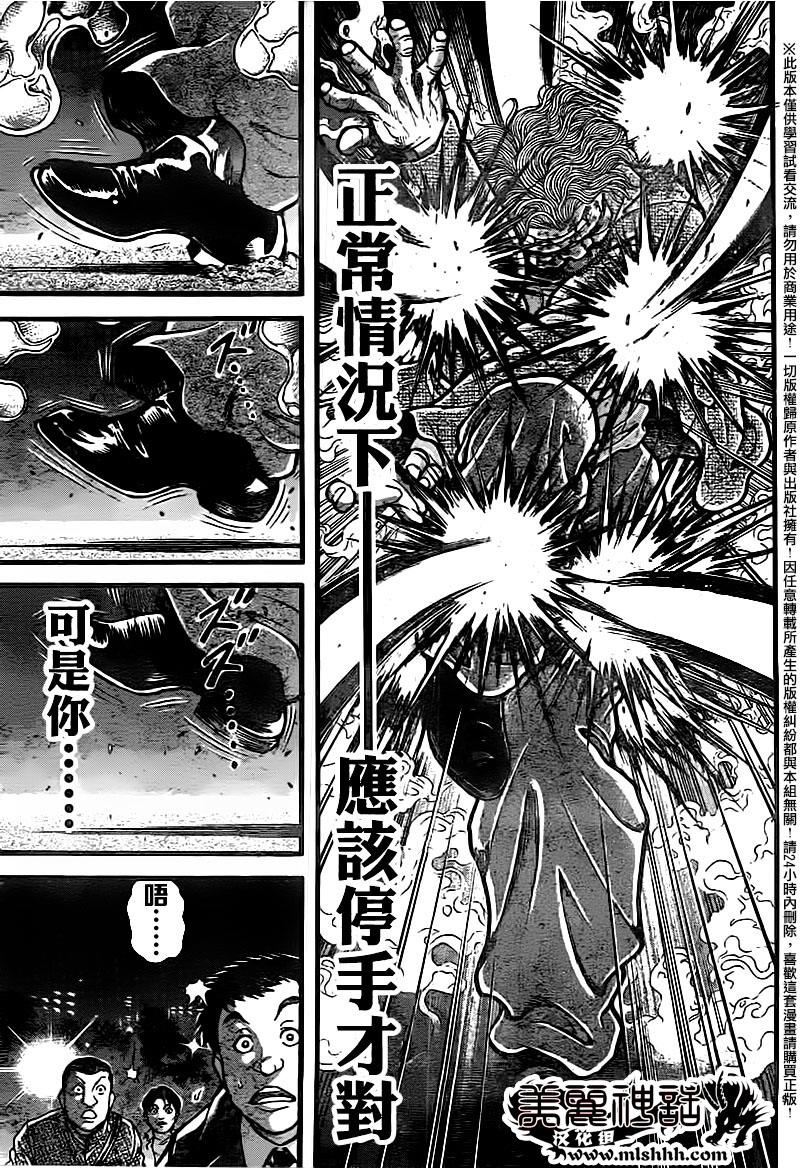 ※此版本僅供學習試看交流，請勿用於商業用途！一切版權歸原作者與出版社擁有！因任意轉載所產生的版權糾紛都與本組無關！請24小時內刪除，喜歡這套漫畫請購買正版！
正常情況下——應該停手才對
ズ……
ズズ……
可是你……
唔……
美麗神話
汉化组
www.mlshhh.com